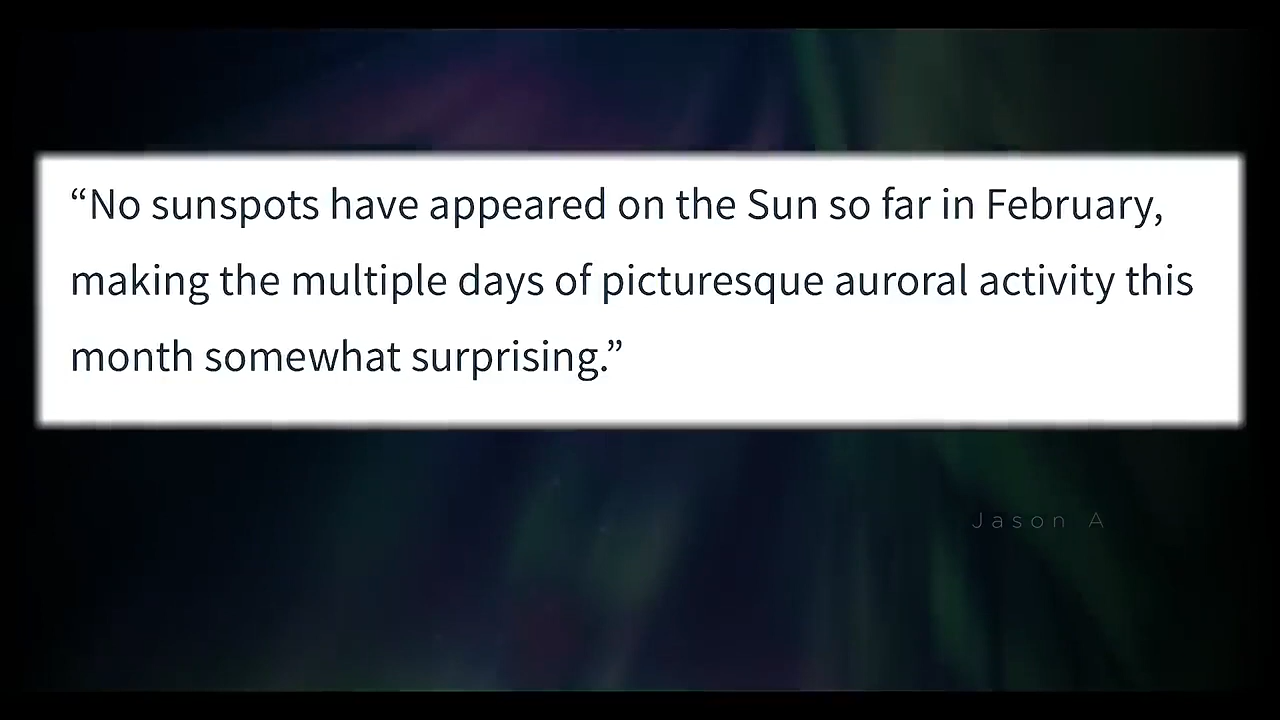 “No sunspots have appeared on the Sun so far in February,
making the multiple days of picturesque auroral activity this
month somewhat surprising.”
Jason A